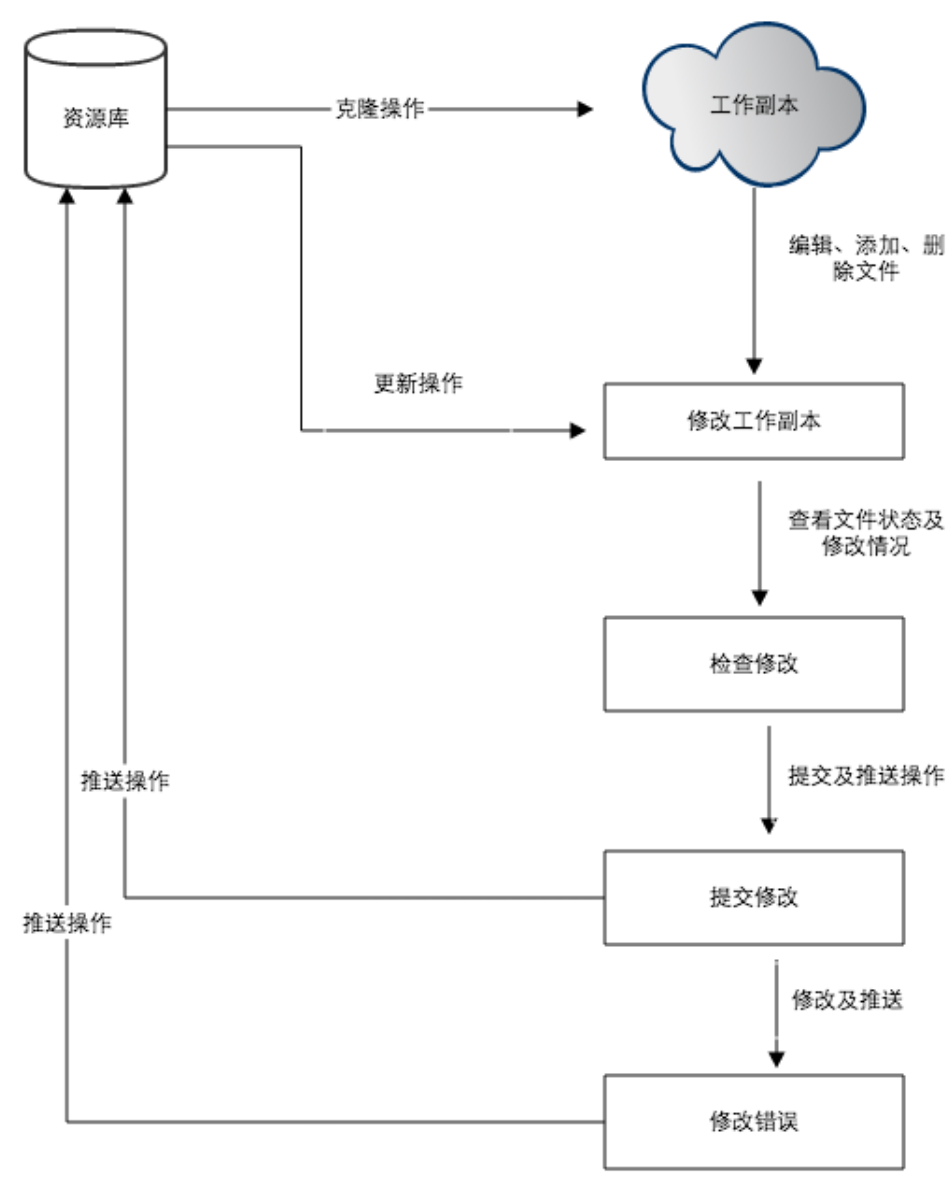 资源库
克隆操作
工作副本
编辑、添加、删
除文件
更新操作
修改工作副本
查看文件状态及
修改情况
检查修改
推送操作
提交及推送操作
提交修改
推送操作
修改及推送
修改错误